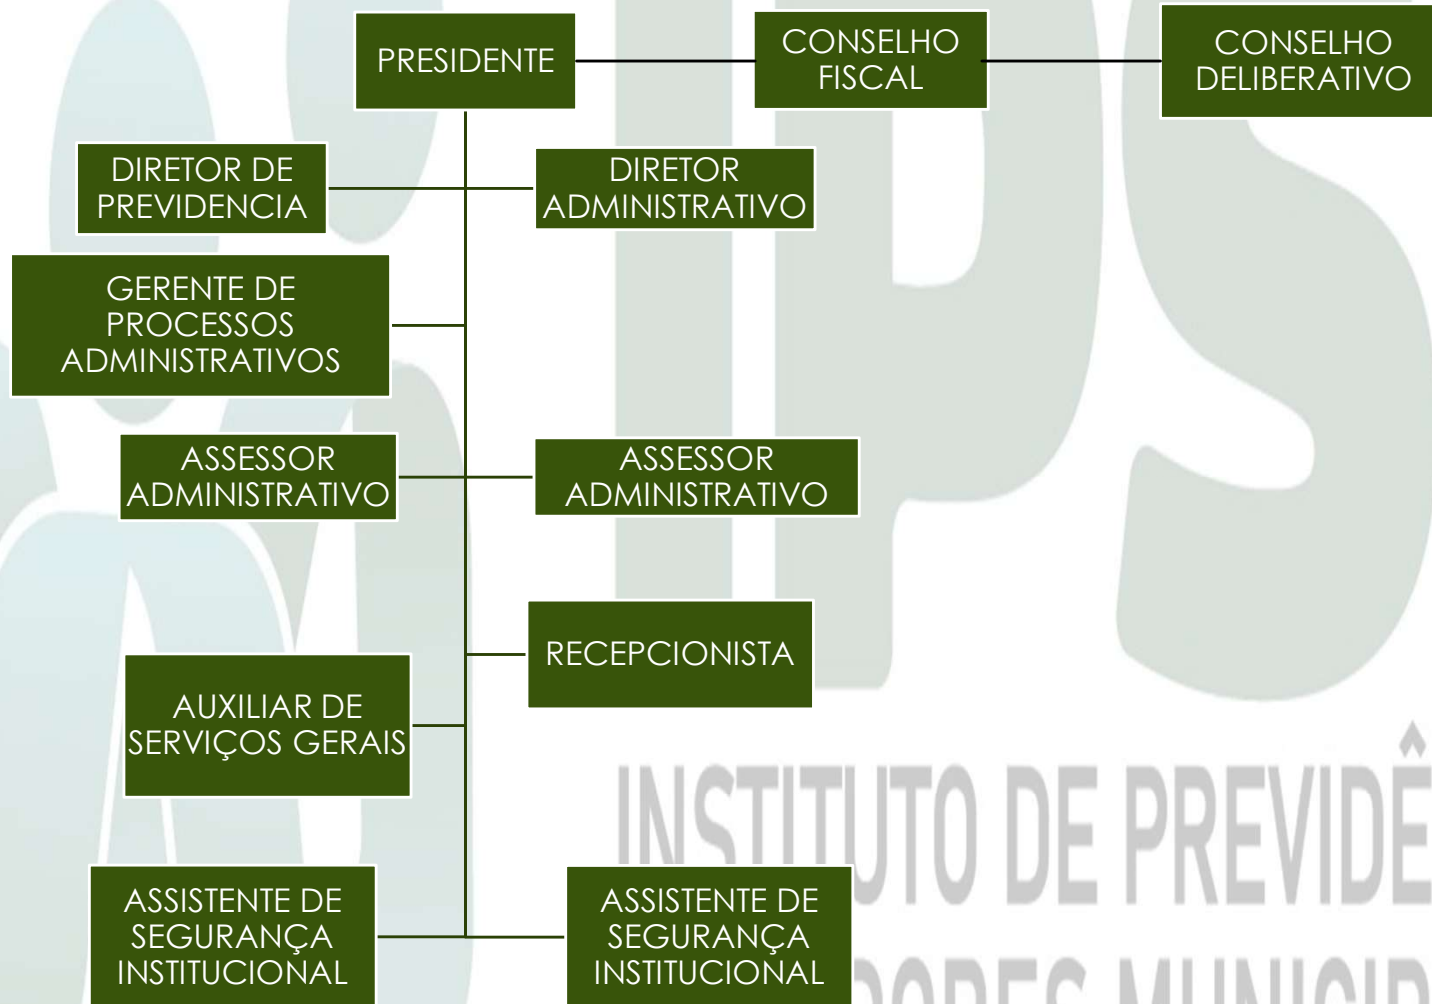 PRESIDENTE
CONSELHO
FISCAL
CONSELHO
DELIBERATIVO
DIRETOR DE
PREVIDENCIA
DIRETOR
ADMINISTRATIVO
GERENTE DE
PROCESSOS
ADMINISTRATIVOS
ASSESSOR
ADMINISTRATIVO
ASSESSOR
ADMINISTRATIVO
RECEPCIONISTA
AUXILIAR DE
SERVIÇOS GERAIS
ASSISTENTE DE
SEGURANÇA
INSTITUCIONAL
ASSISTENTE DE
SEGURANÇA
INSTITUCIONAL
IPS
INSTITUTO DE PREVIDÊ